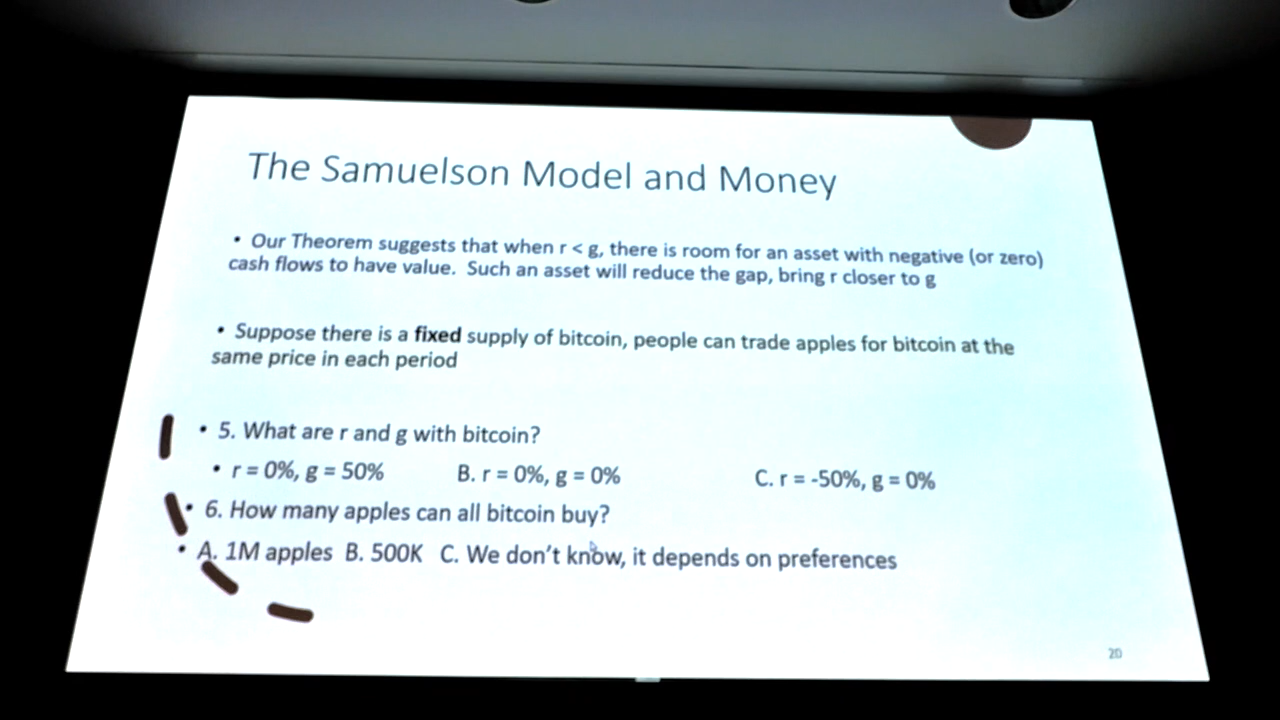 The Samuelson Model and Money
• Our Theorem suggests that when r < g, there is room for an asset with negative (or zero)
cash flows to have value. Such an asset will reduce the gap, bring r closer to g
• Suppose there is a fixed supply of bitcoin, people can trade apples for bitcoin at the
same price in each period
• 5. What are r and g with bitcoin?
• r = 0%, g = 50% B. r = 0%, g = 0% C. r = -50%, g = 0%
• 6. How many apples can all bitcoin buy?
• A. 1M apples B. 500K C. We don't know, it depends on preferences
20